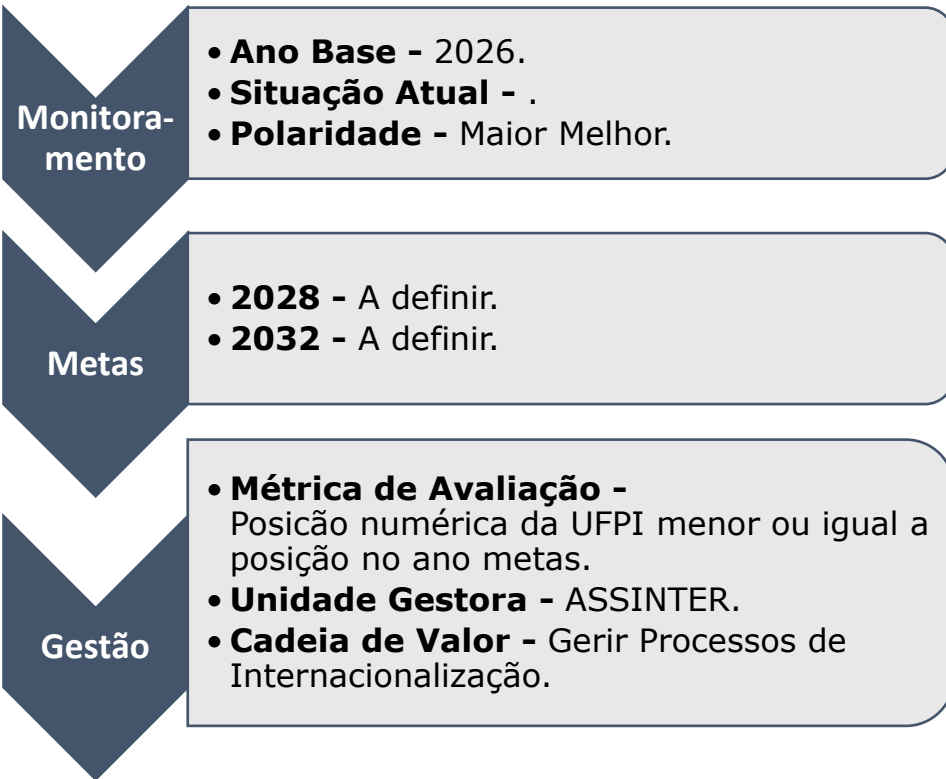 Monitora-
mento
• Ano Base - 2026.
• Situação Atual - .
• Polaridade - Maior Melhor.
Metas
• 2028 - A definir.
• 2032 - A definir.
Gestão
• Métrica de Avaliação -
Posicão numérica da UFPI menor ou igual a
posição no ano metas.
• Unidade Gestora - ASSINTER.
• Cadeia de Valor - Gerir Processos de
Internacionalização.